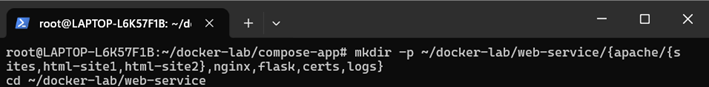 root@LAPTOP-L6K57F1B: ~/d
root@LAPTOP-L6K57F1B:~/docker-lab/compose-app# mkdir -p ~/docker-lab/web-service/{apache/{s
ites,html-site1,html-site2},nginx,flask,certs,logs}
cd ~/docker-lab/web-service